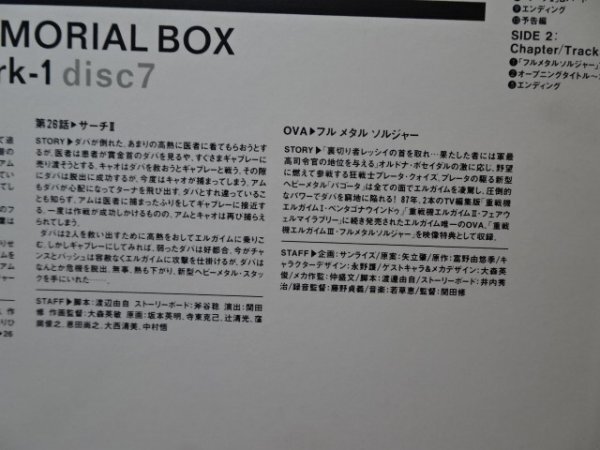 MORIAL BOX
rk-1 disc7
第26話▶サーチⅡ
STORY▶ダバが倒れた。あまりの高熱に医者に看てもらおうとす
るが、医者は患者が賞金首のダバを見るや、すぐさまギャブレーに
売り渡そうとする。キャオはダバを救おうとギャブレーと戦う。その隙
にダバは脱出に成功するが、今度はキャオが捕まってしまう。アム
もダバが心配になってターナを飛び出す。ダバとすれ違っているこ
とも知らず、アムは医者に捕まったふりをしてギャブレーに接近す
る。一度は作戦が成功しかけるものの、アムとキャオは再び捕らえ
られてしまう。
ダバは2人を救い出すために高熱をおしてエルガイムに乗りこ
む。しかしギャブレーにしてみれば、弱ったダバは好都合。今がチャ
ンスとバッシュは容赦なくエルガイムに攻撃を仕掛けるが、ダバは
なんとか危機を脱出。無事、熱も下がり、新型ヘビーメタル・スタッ
クを手にいれた……。
STAFF▶脚本：渡辺由自 ストーリーボード：斧谷稔 演出：関田
修 作画監督：大森英敏 原画：坂本英明、寺東克己、辻清光、窪
岡俊之、恩田尚之、大西清美、中村悟
OVA▶フル メタル ソルジャー
STORY▶「裏切り者レッシイの首を取れ…果たした者には軍最
高司令官の地位を与える」オルドナ・ポセイダルの激に応じ、野望
に燃えて参戦する狂戦士プレータ・クォイズ。プレータの駆る新型
ヘビーメタル「バゴータ」は全ての面でエルガイムを凌駕し、圧倒的
なパワーでダバを窮地に陥れる！ 87年、2本のTV編集版「重戦
機エルガイムⅠ・ペンタゴナウインドゥ」「重戦機エルガイムⅡ・フェアウ
ェルマイラブリー」に続き発売されたエルガイム唯一のOVA、「重戦
機エルガイムⅢ・フルメタルソルジャー」を映像特典として収録。
STAFF▶企画：サンライズ/原案：矢立肇/原作：富野由悠季/キ
ャラクターデザイン：永野護/ゲストキャラ&メカデザイン：大森英
俊/メカ作監：仲盛文/脚本：渡邉由自/ストーリーボード：井内秀
治/録音監督：藤野貞義/音楽：若草恵/監督：関田修
❾エンディング
❿予告編
SIDE 2:
Chapter/Track
❶「フルメタルソルジャー」
❷オープニングタイトル〜
❸エンディング